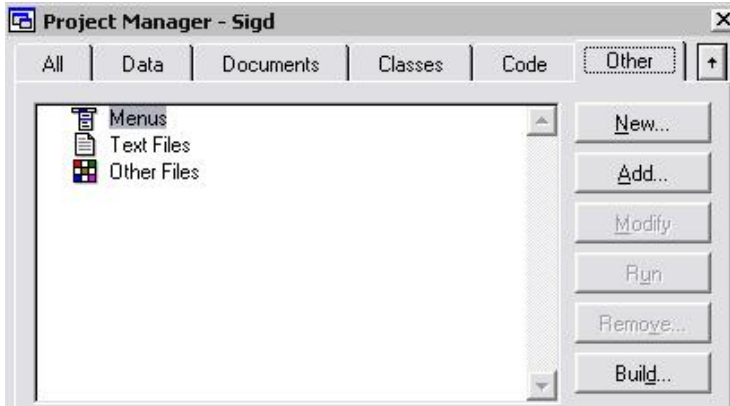 Project Manager - Sigd
All Data Documents Classes Code Other
Menus
Text Files
Other Files
New...
Add...
Modify
Run
Remove...
Build...